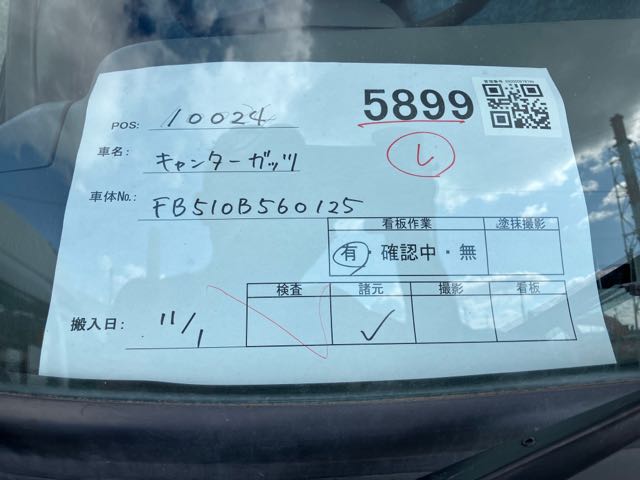 5899
POS: 10024
レ
車名: キャンターガッツ
車体No.: FB510B560125
看板作業 塗抹撮影
有・確認中・無
検査 諸元 撮影 看板
✓
搬入日: 11/1